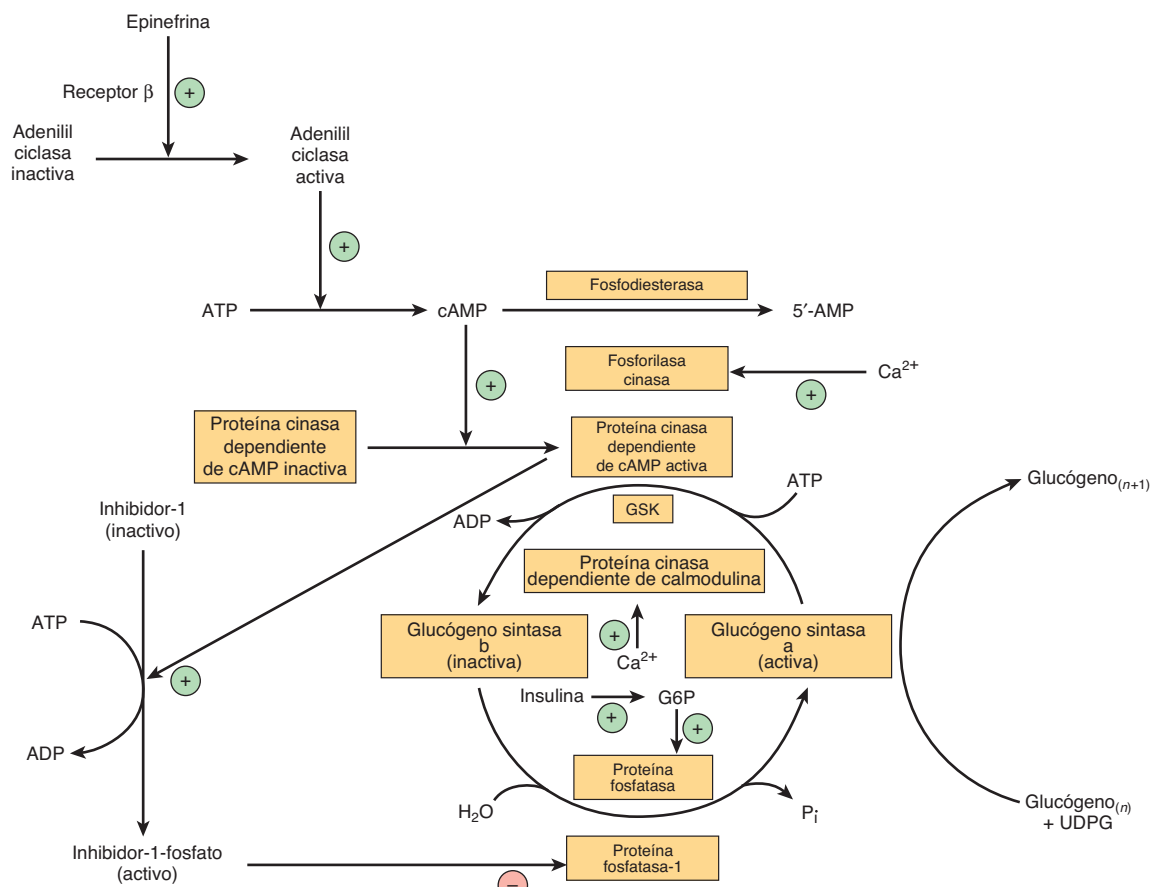 Epinefrina
Receptor β
+
Adenilil
ciclasa
inactiva
Adenilil
ciclasa
activa
+
ATP
cAMP
Fosfodiesterasa
5′-AMP
Fosforilasa
cinasa
+
Ca2+
+
Proteína cinasa
dependiente
de cAMP inactiva
Proteína cinasa
dependiente
de cAMP activa
Inhibidor-1
(inactivo)
ADP
GSK
ATP
Glucógeno(n+1)
Proteína cinasa
dependiente de calmodulina
ATP
Glucógeno sintasa
b
(inactiva)
+
Ca2+
Glucógeno sintasa
a
(activa)
+
Insulina
+
G6P
+
ADP
Proteína
fosfatasa
H2O
Pi
Glucógeno(n)
+ UDPG
Inhibidor-1-fosfato
(activo)
−
Proteína
fosfatasa-1